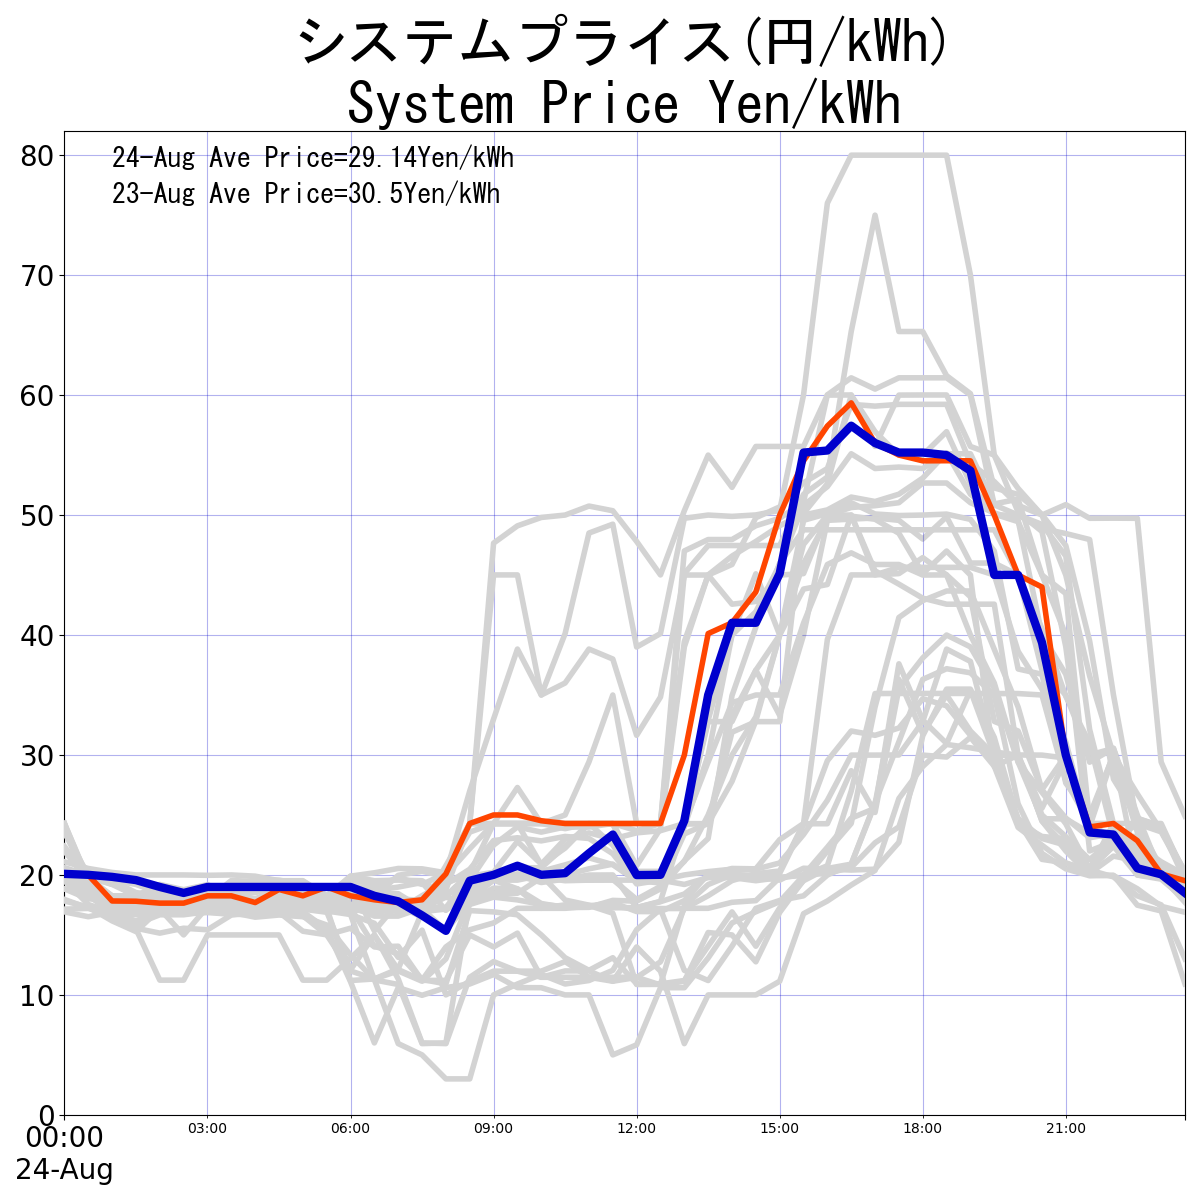 システムプライス(円/kWh)
System Price Yen/kWh
24-Aug Ave Price=29.14Yen/kWh
23-Aug Ave Price=30.5Yen/kWh
80
70
60
50
40
30
20
10
0
00:00 03:00 06:00 09:00 12:00 15:00 18:00 21:00
24-Aug